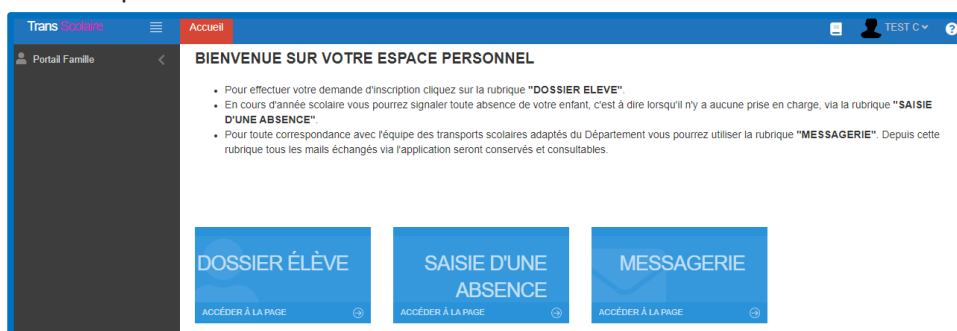 Trans Scolaire
Accueil
TEST C
?
Portail Famille
BIENVENUE SUR VOTRE ESPACE PERSONNEL
• Pour effectuer votre demande d'inscription cliquez sur la rubrique "DOSSIER ELEVE".
• En cours d'année scolaire vous pourrez signaler toute absence de votre enfant, c'est à dire lorsqu'il n'y a aucune prise en charge, via la rubrique "SAISIE
D'UNE ABSENCE".
• Pour toute correspondance avec l'équipe des transports scolaires adaptés du Département vous pourrez utiliser la rubrique "MESSAGERIE". Depuis cette
rubrique tous les mails échangés via l'application seront conservés et consultables.
DOSSIER ÉLÈVE
ACCÉDER À LA PAGE
SAISIE D'UNE
ABSENCE
ACCÉDER À LA PAGE
MESSAGERIE
ACCÉDER À LA PAGE